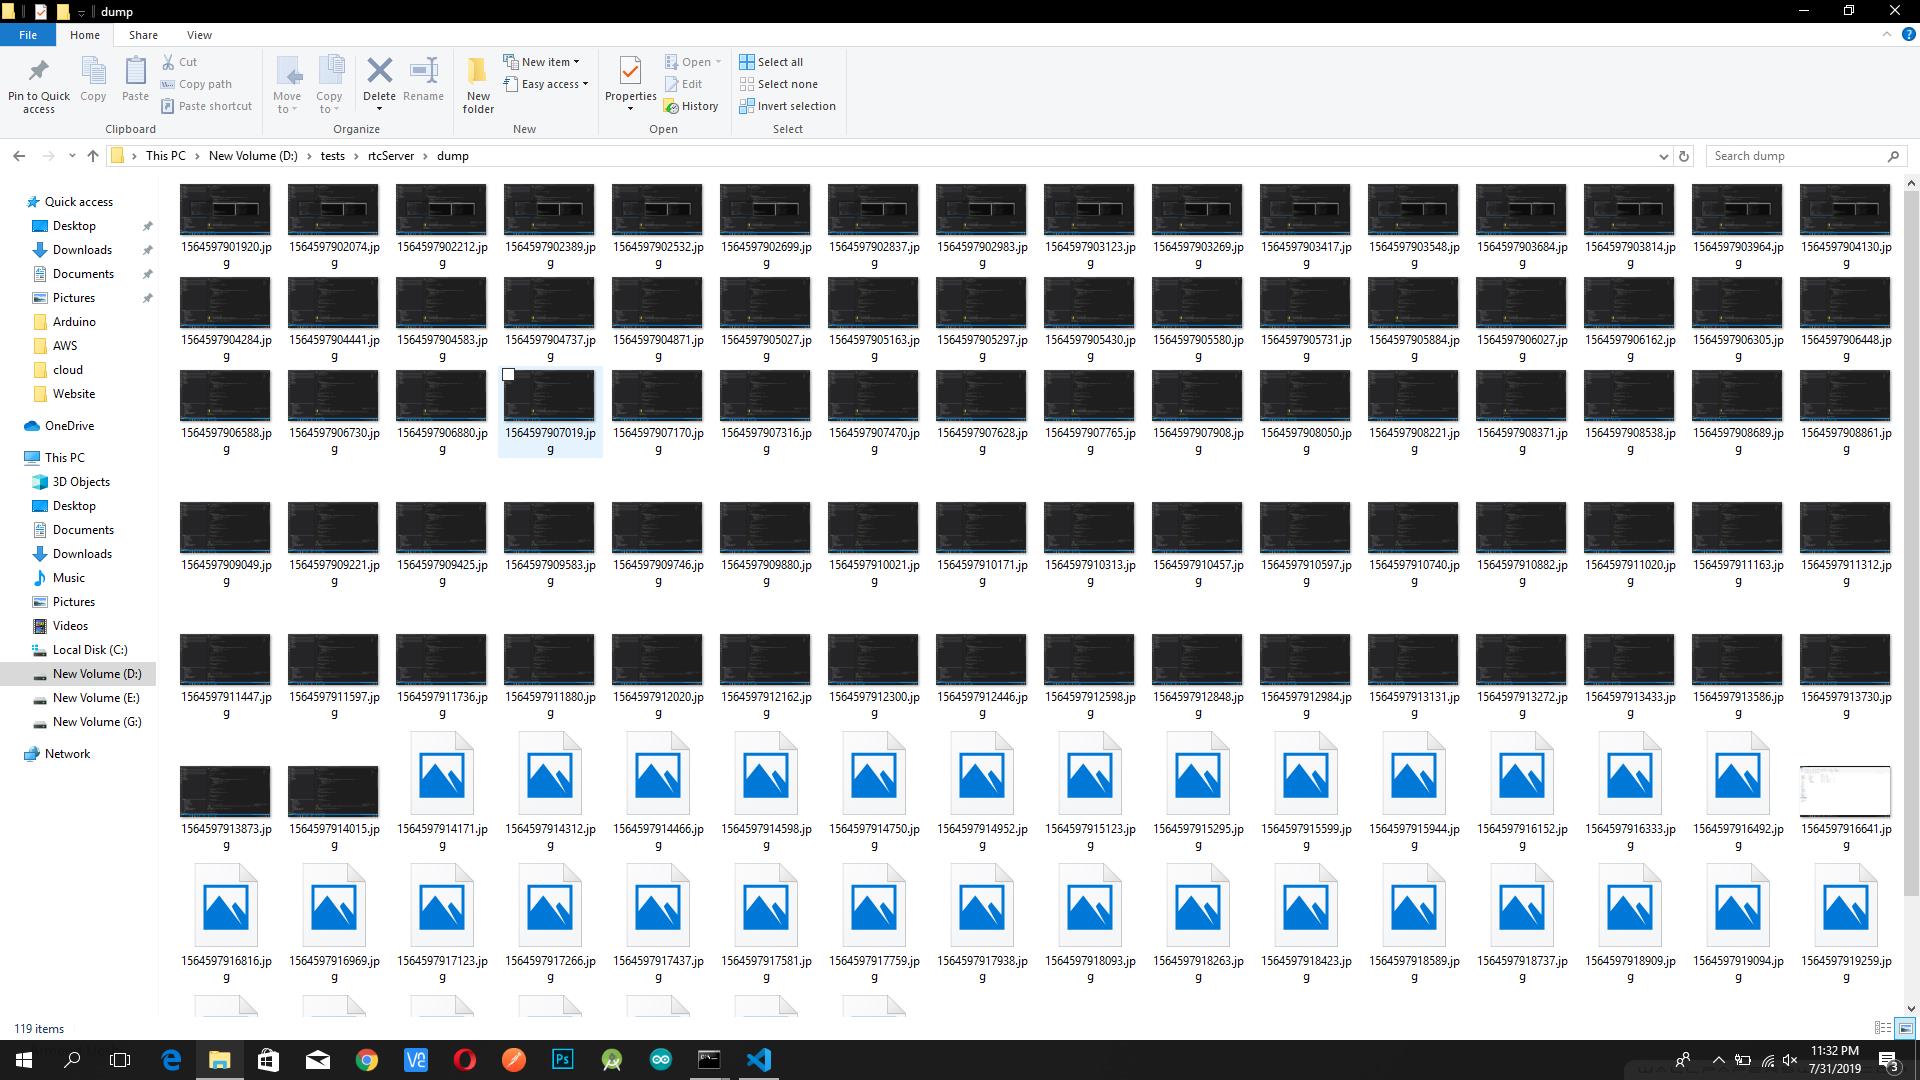 dump
File Home Share View
Pin to Quick access
Copy
Paste
Cut
Copy path
Paste shortcut
Clipboard
Move to
Copy to
Delete
Rename
Organize
New folder
New item
Easy access
New
Properties
Open
Edit
History
Open
Select all
Select none
Invert selection
Select
This PC New Volume (D:) tests rtcServer dump
Search dump
Quick access
Desktop
Downloads
Documents
Pictures
Arduino
AWS
cloud
Website
OneDrive
This PC
3D Objects
Desktop
Documents
Downloads
Music
Pictures
Videos
Local Disk (C:)
New Volume (D:)
New Volume (E:)
New Volume (G:)
Network
1564597901920.jpg 1564597902074.jpg 1564597902212.jpg 1564597902389.jpg 1564597902532.jpg 1564597902699.jpg 1564597902837.jpg 1564597902983.jpg 1564597903123.jpg 1564597903269.jpg 1564597903417.jpg 1564597903548.jpg 1564597903684.jpg 1564597903814.jpg 1564597903964.jpg 1564597904130.jpg
1564597904284.jpg 1564597904441.jpg 1564597904583.jpg 1564597904737.jpg 1564597904871.jpg 1564597905027.jpg 1564597905163.jpg 1564597905297.jpg 1564597905430.jpg 1564597905580.jpg 1564597905731.jpg 1564597905884.jpg 1564597906027.jpg 1564597906162.jpg 1564597906305.jpg 1564597906448.jpg
1564597906588.jpg 1564597906730.jpg 1564597906880.jpg 1564597907019.jpg 1564597907170.jpg 1564597907316.jpg 1564597907470.jpg 1564597907628.jpg 1564597907765.jpg 1564597907908.jpg 1564597908050.jpg 1564597908221.jpg 1564597908371.jpg 1564597908538.jpg 1564597908689.jpg 1564597908861.jpg
1564597909049.jpg 1564597909221.jpg 1564597909425.jpg 1564597909583.jpg 1564597909746.jpg 1564597909880.jpg 1564597910021.jpg 1564597910171.jpg 1564597910313.jpg 1564597910457.jpg 1564597910597.jpg 1564597910740.jpg 1564597910882.jpg 1564597911020.jpg 1564597911163.jpg 1564597911312.jpg
1564597911447.jpg 1564597911597.jpg 1564597911736.jpg 1564597911880.jpg 1564597912020.jpg 1564597912162.jpg 1564597912300.jpg 1564597912446.jpg 1564597912598.jpg 1564597912848.jpg 1564597912984.jpg 1564597913131.jpg 1564597913272.jpg 1564597913433.jpg 1564597913586.jpg 1564597913730.jpg
1564597913873.jpg 1564597914015.jpg 1564597914171.jpg 1564597914312.jpg 1564597914466.jpg 1564597914598.jpg 1564597914750.jpg 1564597914952.jpg 1564597915123.jpg 1564597915295.jpg 1564597915599.jpg 1564597915944.jpg 1564597916152.jpg 1564597916333.jpg 1564597916492.jpg 1564597916641.jpg
1564597916816.jpg 1564597916969.jpg 1564597917123.jpg 1564597917266.jpg 1564597917437.jpg 1564597917581.jpg 1564597917759.jpg 1564597917938.jpg 1564597918093.jpg 1564597918263.jpg 1564597918423.jpg 1564597918589.jpg 1564597918737.jpg 1564597918909.jpg 1564597919094.jpg 1564597919259.jpg
119 items
Ps
11:32 PM
7/31/2019
3